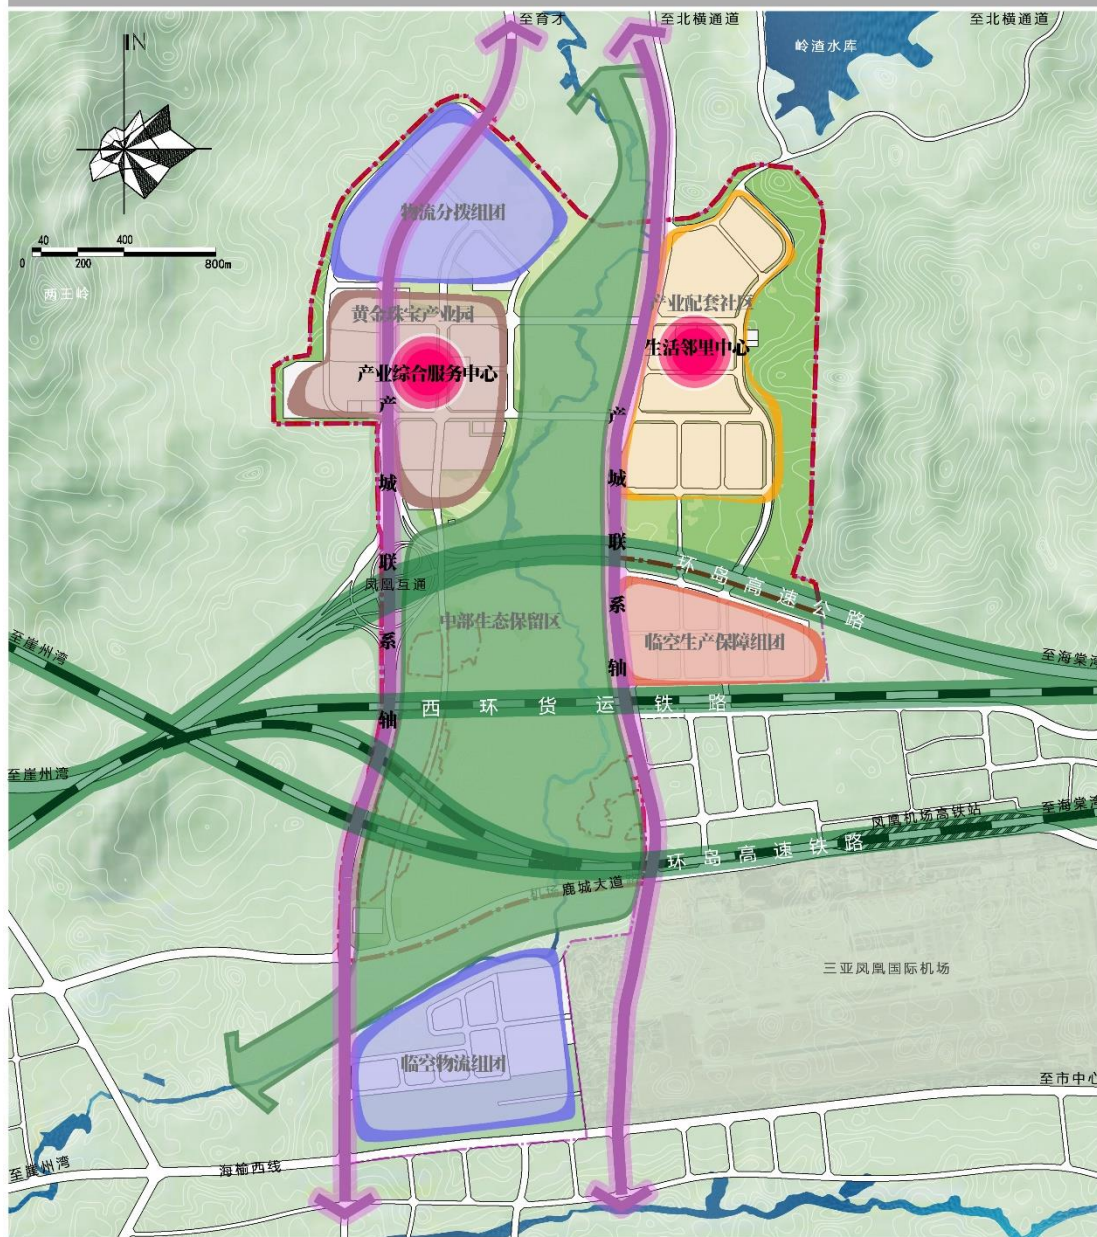 至育才
至北横通道
至北横通道
岭渣水库
N
40
400
0
200
800m
两王岭
物流分拨组团
黄金珠宝产业园
产业综合服务中心
产业配套社区
生活邻里中心
产城联系轴
产城联系轴
凤凰互通
中部生态保留区
环岛高速公路
临空生产保障组团
至崖州湾
至海棠湾
西环货运铁路
至崖州湾
凤凰机场高铁站
至海棠湾
环岛高速铁路
鹿城大道
三亚凤凰国际机场
临空物流组团
至市中心
至崖州湾
海榆西线